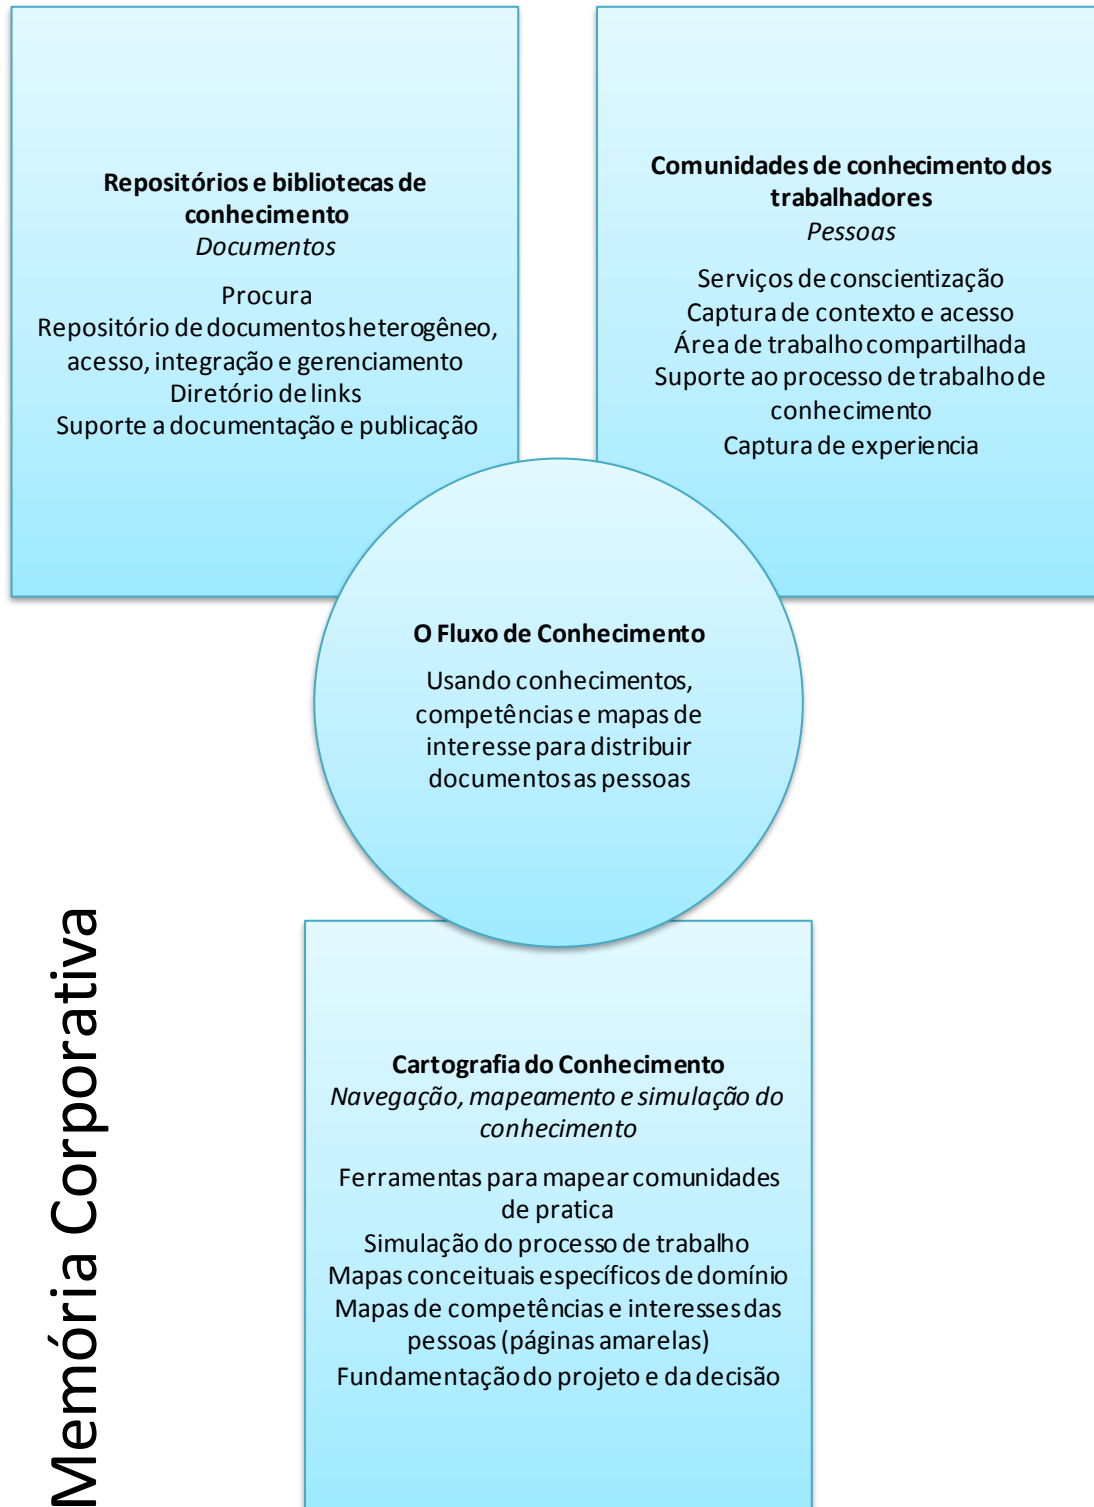 Repositórios e bibliotecas de
conhecimento
Documentos
Procura
Repositório de documentos heterogêneo,
acesso, integração e gerenciamento
Diretório de links
Suporte a documentação e publicação
Comunidades de conhecimento dos
trabalhadores
Pessoas
Serviços de conscientização
Captura de contexto e acesso
Área de trabalho compartilhada
Suporte ao processo de trabalho de
conhecimento
Captura de experiencia
O Fluxo de Conhecimento
Usando conhecimentos,
competências e mapas de
interesse para distribuir
documentos as pessoas
Memória Corporativa
Cartografia do Conhecimento
Navegação, mapeamento e simulação do
conhecimento
Ferramentas para mapear comunidades
de pratica
Simulação do processo de trabalho
Mapas conceituais específicos de domínio
Mapas de competências e interesses das
pessoas (páginas amarelas)
Fundamentação do projeto e da decisão